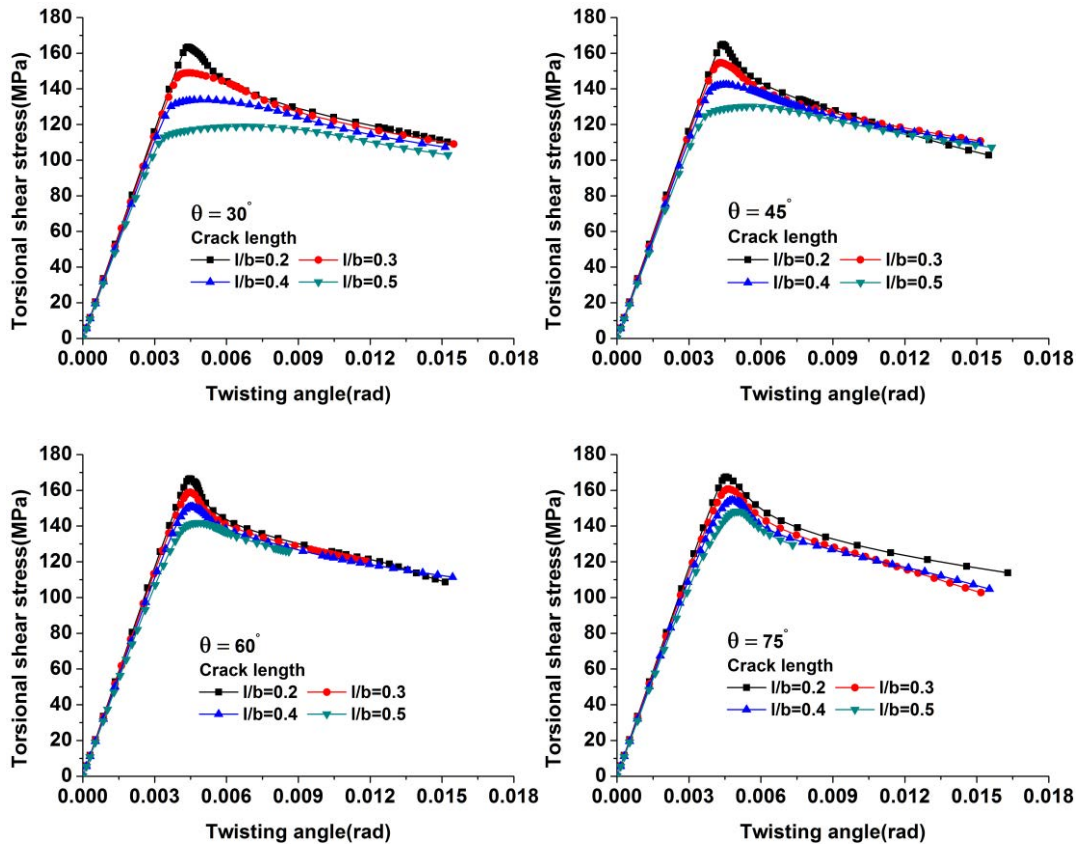 180
160
140
120
100
80
60
40
20
0
Torsional shear stress(MPa)
θ = 30°
Crack length
l/b=0.2 l/b=0.3
l/b=0.4 l/b=0.5
0.000 0.003 0.006 0.009 0.012 0.015 0.018
Twisting angle(rad)
180
160
140
120
100
80
60
40
20
0
Torsional shear stress(MPa)
θ = 45°
Crack length
l/b=0.2 l/b=0.3
l/b=0.4 l/b=0.5
0.000 0.003 0.006 0.009 0.012 0.015 0.018
Twisting angle(rad)
180
160
140
120
100
80
60
40
20
0
Torsional shear stress(MPa)
θ = 60°
Crack length
l/b=0.2 l/b=0.3
l/b=0.4 l/b=0.5
0.000 0.003 0.006 0.009 0.012 0.015 0.018
Twisting angle(rad)
180
160
140
120
100
80
60
40
20
0
Torsional shear stress(MPa)
θ = 75°
Crack length
l/b=0.2 l/b=0.3
l/b=0.4 l/b=0.5
0.000 0.003 0.006 0.009 0.012 0.015 0.018
Twisting angle(rad)